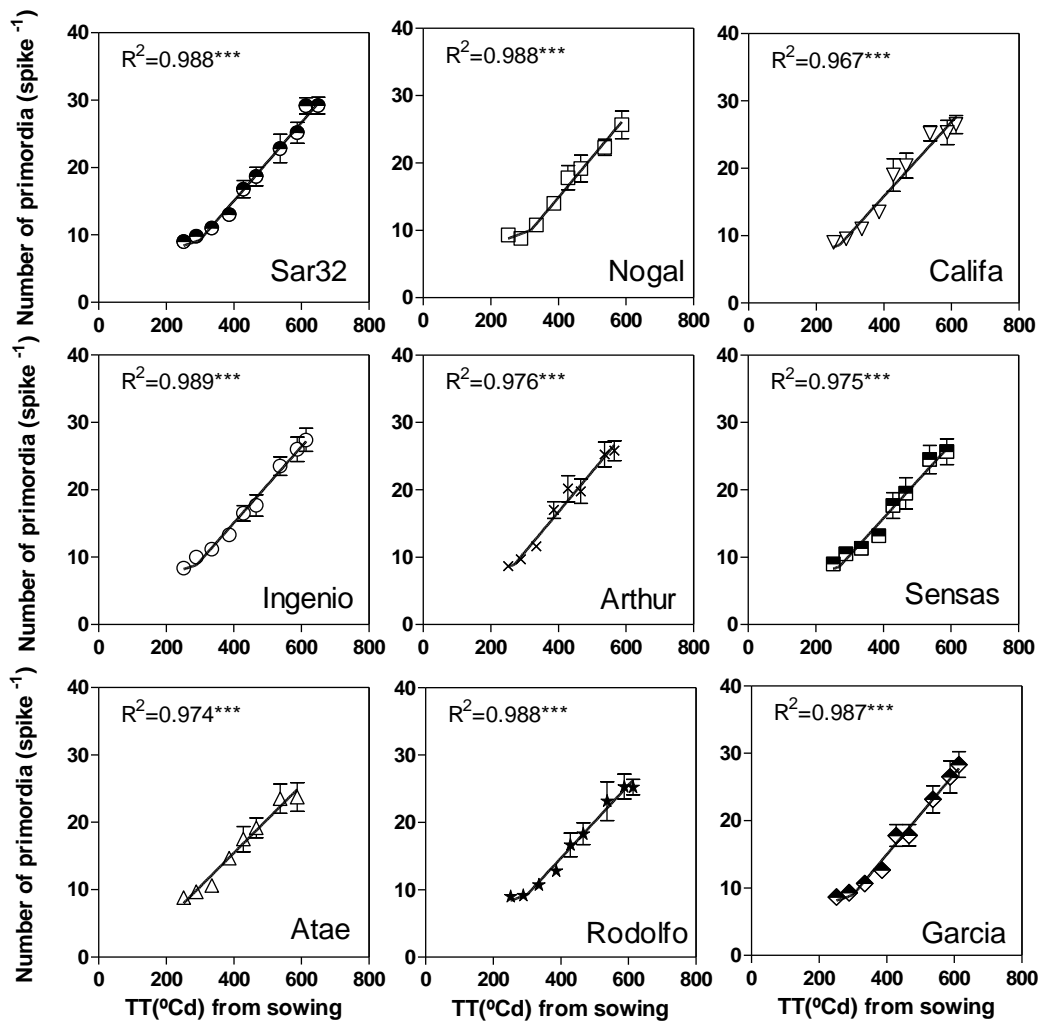 Number of primordia (spike -1)
40
30
20
10
0
R2=0.988***
Sar32
0 200 400 600 800
40
30
20
10
0
R2=0.988***
Nogal
0 200 400 600 800
40
30
20
10
0
R2=0.967***
Califa
0 200 400 600 800
Number of primordia (spike -1)
40
30
20
10
0
R2=0.989***
Ingenio
0 200 400 600 800
40
30
20
10
0
R2=0.976***
Arthur
0 200 400 600 800
40
30
20
10
0
R2=0.975***
Sensas
0 200 400 600 800
Number of primordia (spike -1)
40
30
20
10
0
R2=0.974***
Atae
0 200 400 600 800
TT(ºCd) from sowing
40
30
20
10
0
R2=0.988***
Rodolfo
0 200 400 600 800
TT(ºCd) from sowing
40
30
20
10
0
R2=0.987***
Garcia
0 200 400 600 800
TT(ºCd) from sowing